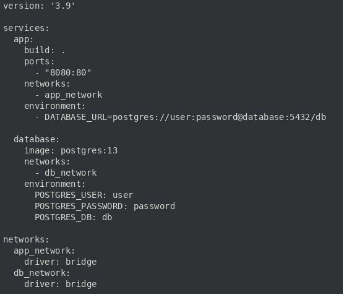 version: '3.9'

services:
  app:
    build: .
    ports:
      - "8080:80"
    networks:
      - app_network
    environment:
      - DATABASE_URL=postgres://user:password@database:5432/db

  database:
    image: postgres:13
    networks:
      - db_network
    environment:
      POSTGRES_USER: user
      POSTGRES_PASSWORD: password
      POSTGRES_DB: db

networks:
  app_network:
    driver: bridge
  db_network:
    driver: bridge